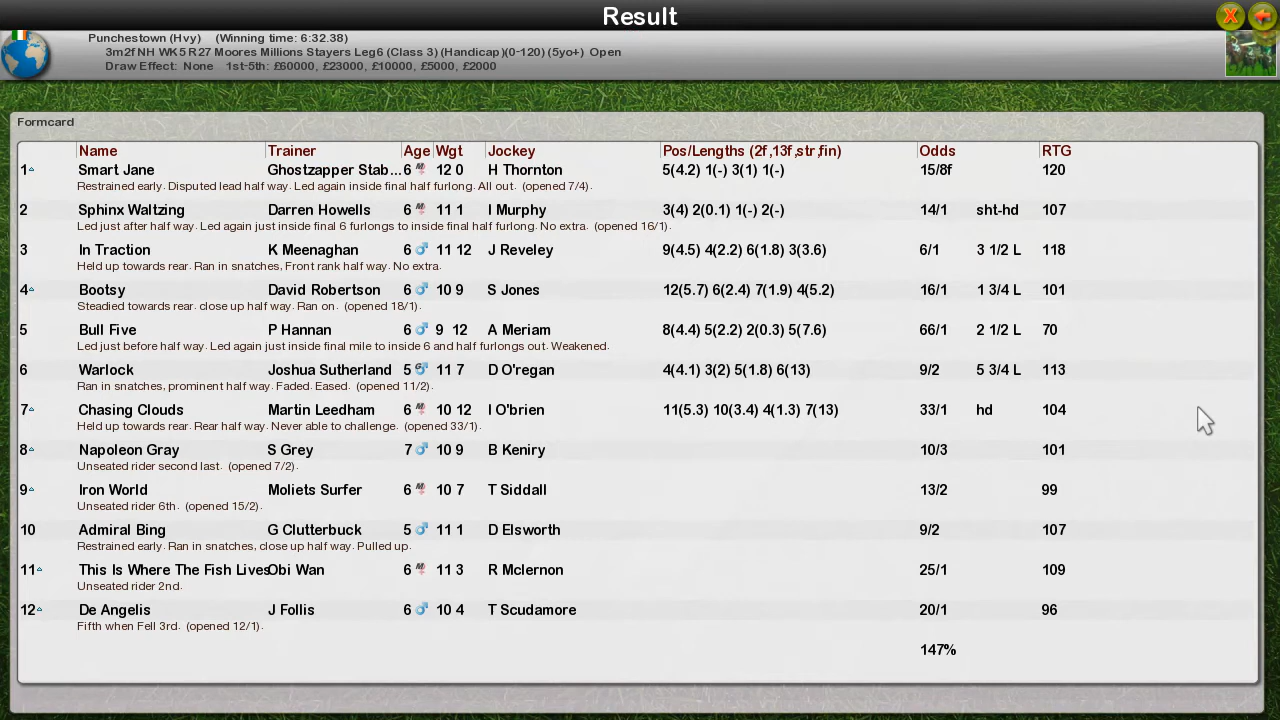 Result
Punchestown (Hvy) (Winning time: 6:32.38)
3m2f NH WK5 R27 Moores Millions Stayers Leg6 (Class 3) (Handicap)(0-120) (5yo+) Open
Draw Effect: None 1st-5th: £60000, £23000, £10000, £5000, £2000
Formcard
Name Trainer Age Wgt Jockey Pos/Lengths (2f,13f,str,fin) Odds RTG
1 Smart Jane Ghostzapper Stab... 6 12 0 H Thornton 5(4.2) 1(-) 3(1) 1(-) 15/8f 120
Restrained early. Disputed lead half way. Led again inside final half furlong. All out. (opened 7/4).
2 Sphinx Waltzing Darren Howells 6 11 1 I Murphy 3(4) 2(0.1) 1(-) 2(-) 14/1 sht-hd 107
Led just after half way. Led again just inside final 6 furlongs to inside final half furlong. No extra. (opened 16/1).
3 In Traction K Meenaghan 6 11 12 J Reveley 9(4.5) 4(2.2) 6(1.8) 3(3.6) 6/1 3 1/2 L 118
Held up towards rear. Ran in snatches, Front rank half way. No extra.
4 Bootsy David Robertson 6 10 9 S Jones 12(5.7) 6(2.4) 7(1.9) 4(5.2) 16/1 1 3/4 L 101
Steadied towards rear. close up half way. Ran on. (opened 18/1).
5 Bull Five P Hannan 6 9 12 A Meriam 8(4.4) 5(2.2) 2(0.3) 5(7.6) 66/1 2 1/2 L 70
Led just before half way. Led again just inside final mile to inside 6 and half furlongs out. Weakened.
6 Warlock Joshua Sutherland 5 11 7 D O'regan 4(4.1) 3(2) 5(1.8) 6(13) 9/2 5 3/4 L 113
Ran in snatches, prominent half way. Faded. Eased. (opened 11/2).
7 Chasing Clouds Martin Leedham 6 10 12 I O'brien 11(5.3) 10(3.4) 4(1.3) 7(13) 33/1 hd 104
Held up towards rear. Rear half way. Never able to challenge. (opened 33/1).
8 Napoleon Gray S Grey 7 10 9 B Keniry 10/3 101
Unseated rider second last. (opened 7/2).
9 Iron World Moliets Surfer 6 10 7 T Siddall 13/2 99
Unseated rider 6th. (opened 15/2).
10 Admiral Bing G Clutterbuck 5 11 1 D Elsworth 9/2 107
Restrained early. Ran in snatches, close up half way. Pulled up.
11 This Is Where The Fish Lives Obi Wan 6 11 3 R Mclernon 25/1 109
Unseated rider 2nd.
12 De Angelis J Follis 6 10 4 T Scudamore 20/1 96
Fifth when Fell 3rd. (opened 12/1).
147%